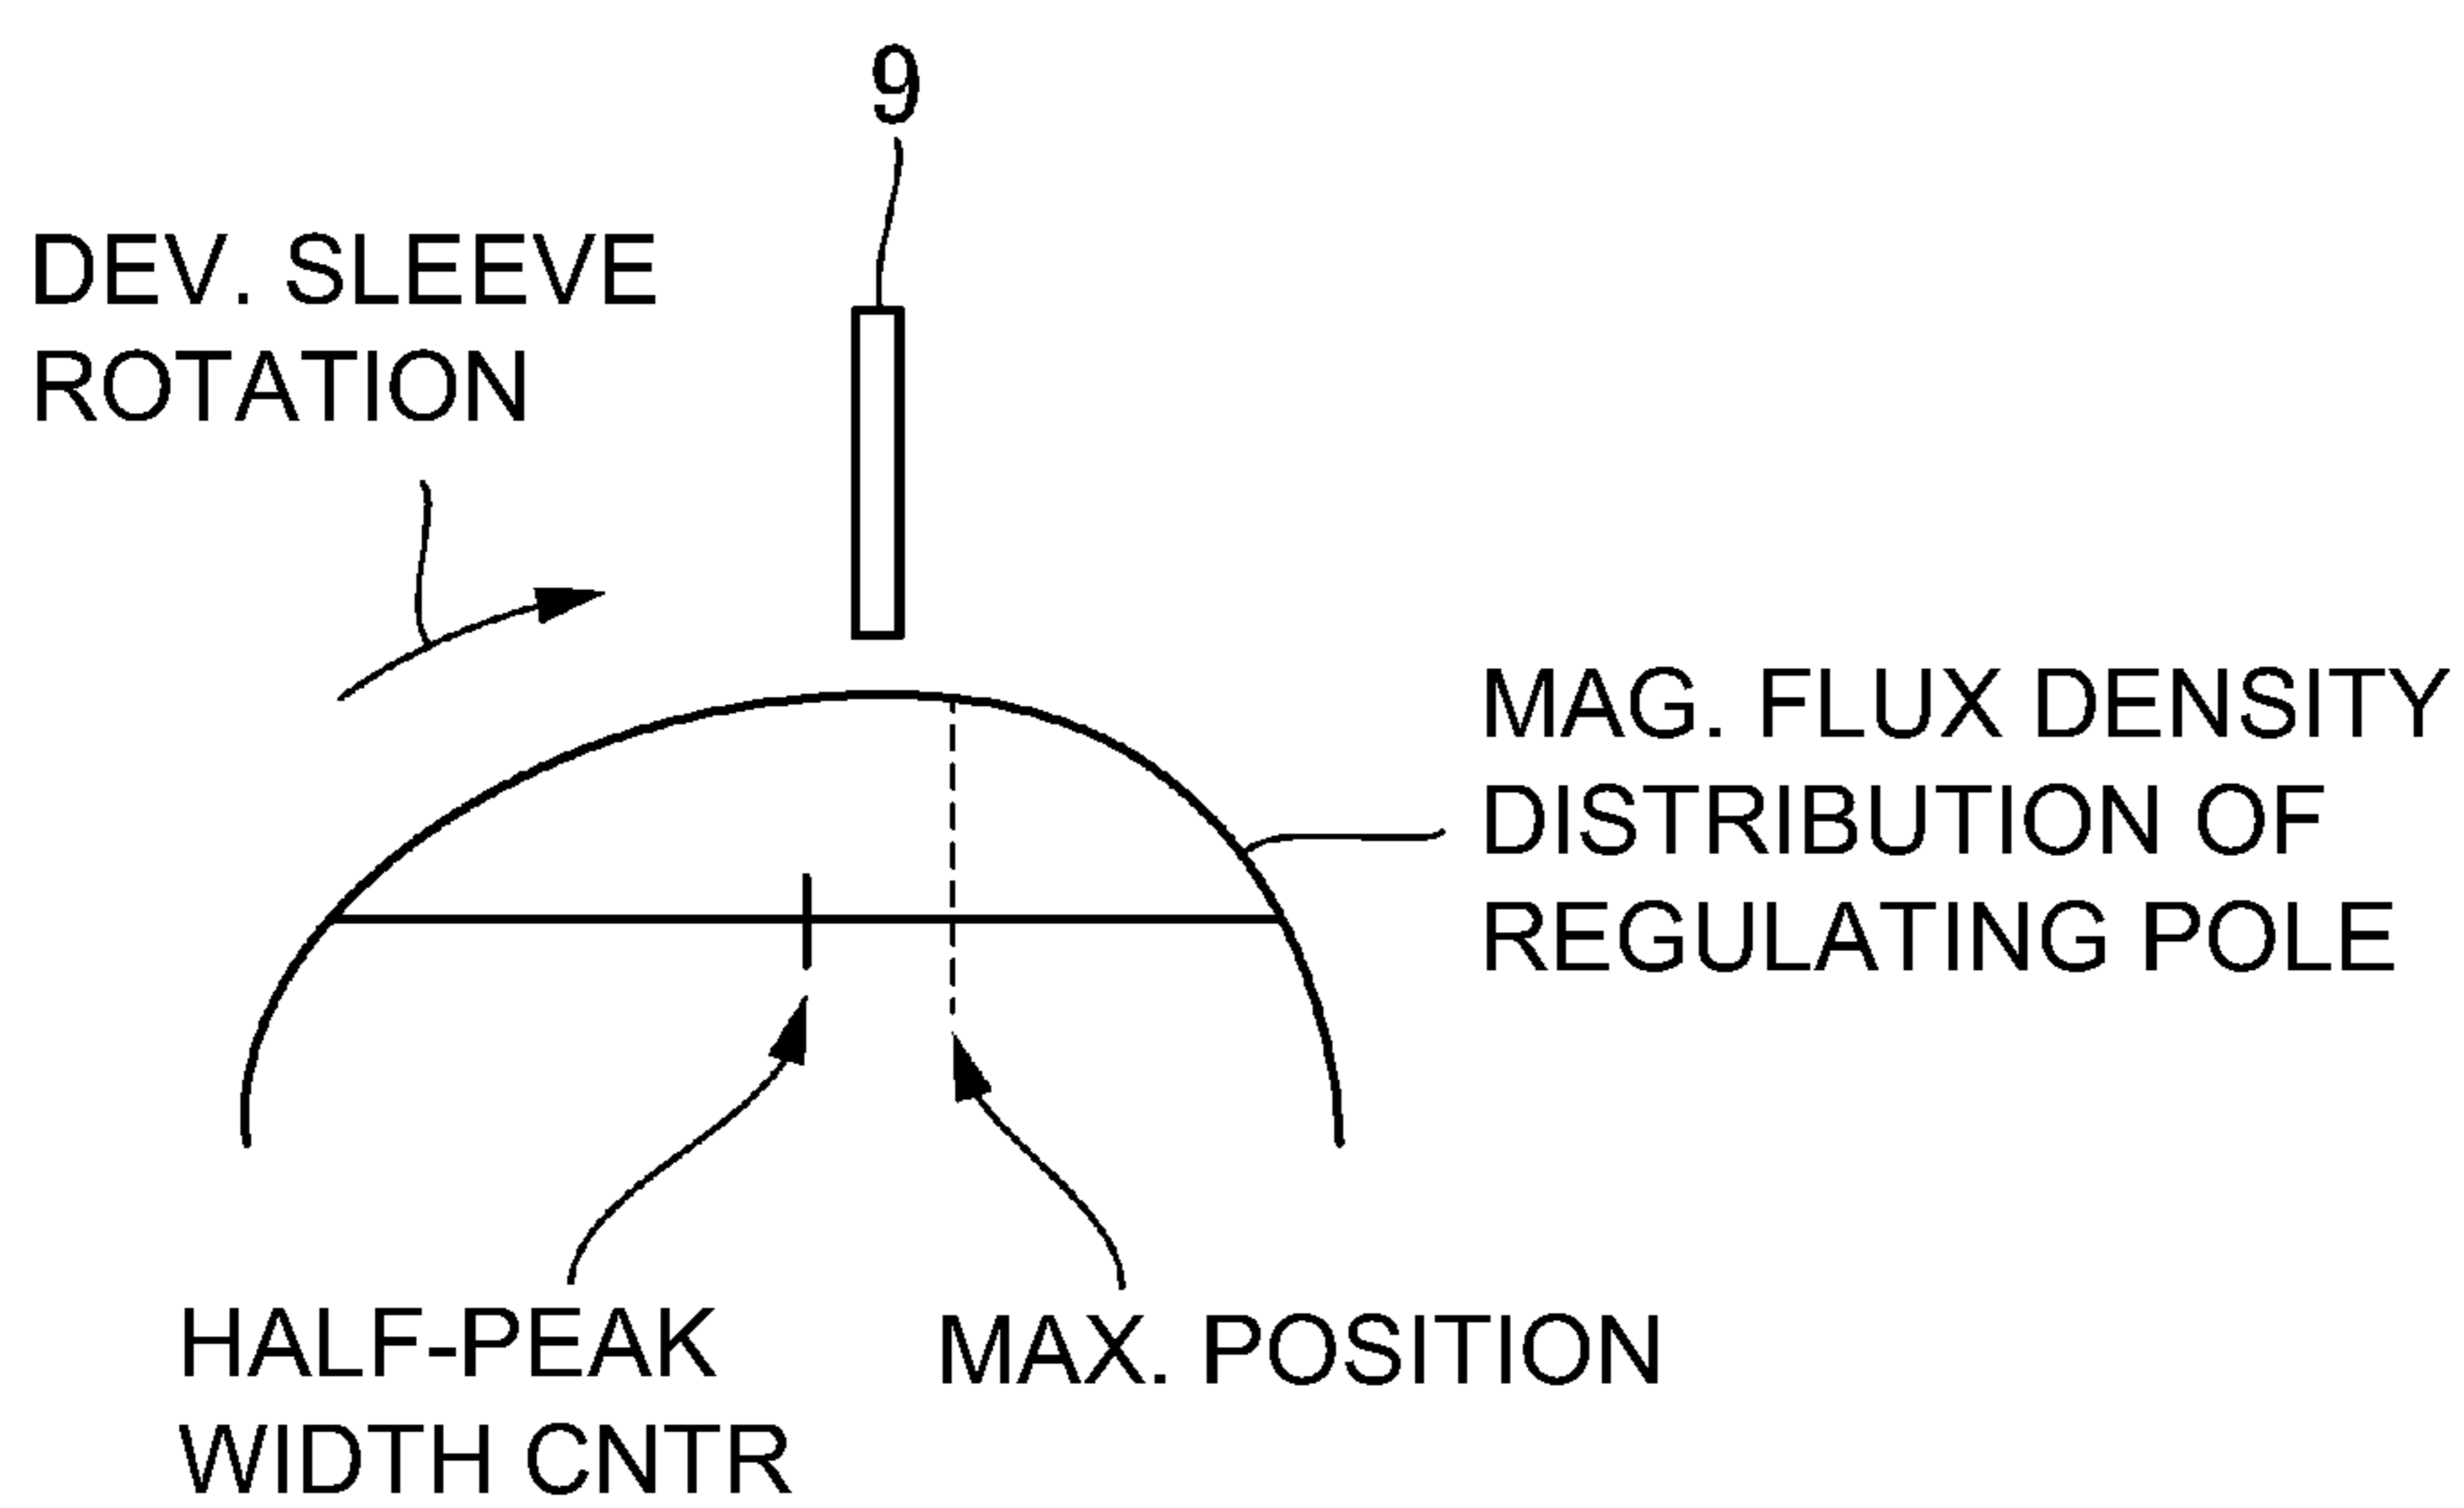 9
DEV. SLEEVE
ROTATION
MAG. FLUX DENSITY
DISTRIBUTION OF
REGULATING POLE
HALF-PEAK
WIDTH CNTR
MAX. POSITION